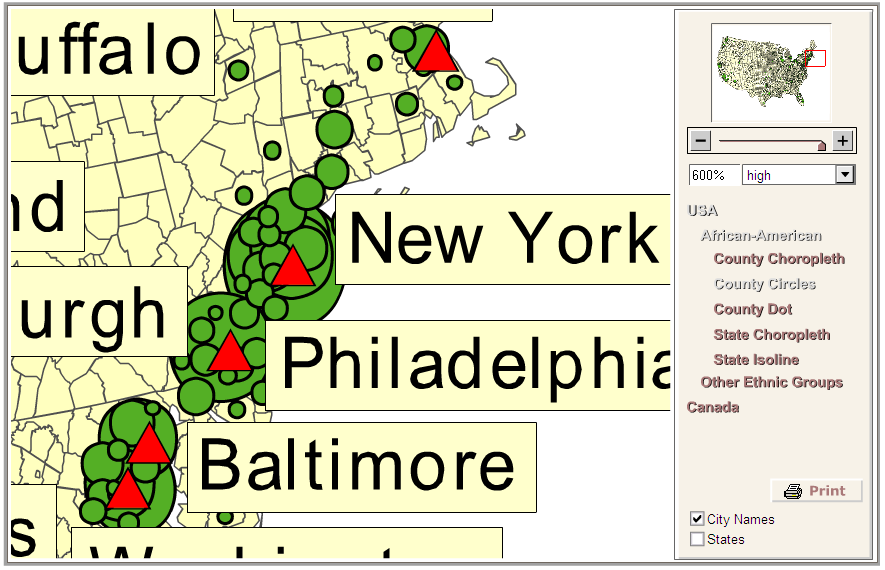 uffalo
nd
New York
urgh
Philadelphia
Baltimore
s
600%
high
USA
African-American
County Choropleth
County Circles
County Dot
State Choropleth
State Isoline
Other Ethnic Groups
Canada
Print
City Names
States